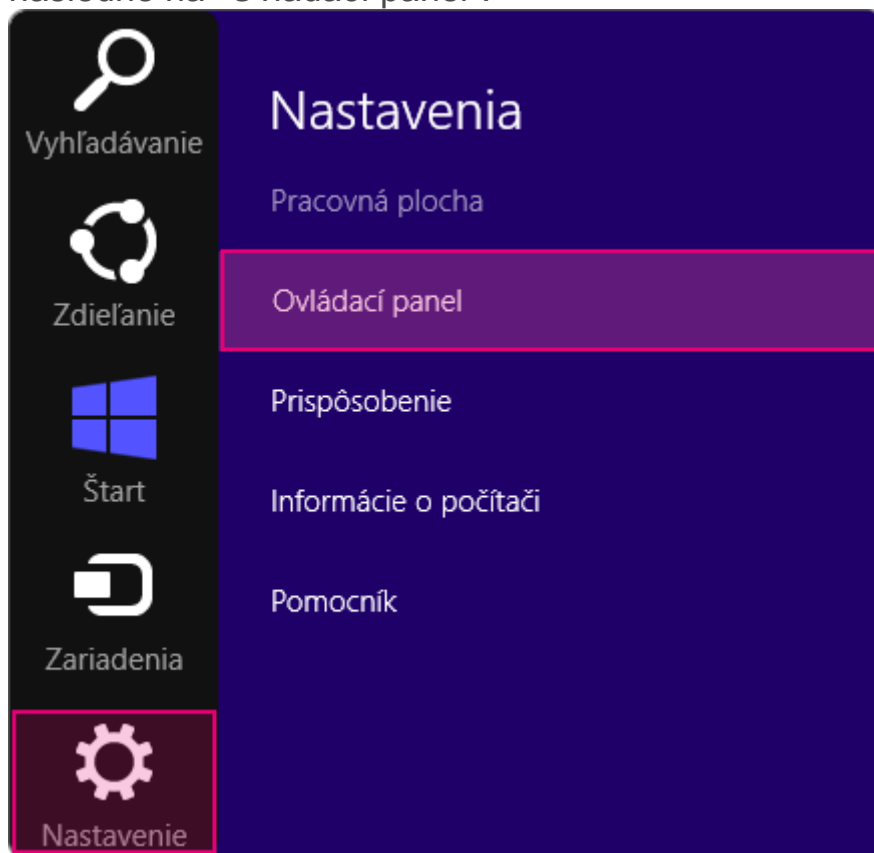 Vyhľadávanie
Zdieľanie
Štart
Zariadenia
Nastavenie
Nastavenia
Pracovná plocha
Ovládací panel
Prispôsobenie
Informácie o počítači
Pomocník